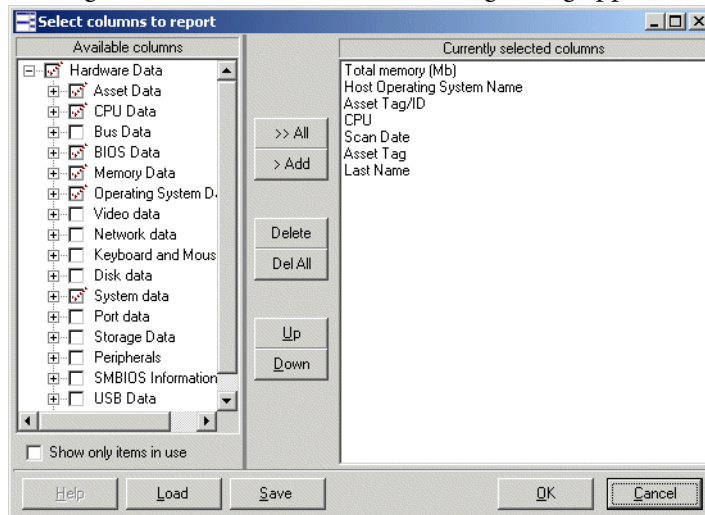 Select columns to report
Available columns
Hardware Data
Asset Data
CPU Data
Bus Data
BIOS Data
Memory Data
Operating System D
Video data
Network data
Keyboard and Mous
Disk data
System data
Port data
Storage Data
Peripherals
SMBIOS Information
USB Data
Show only items in use
>> All
> Add
Delete
Del All
Up
Down
Currently selected columns
Total memory (Mb)
Host Operating System Name
Asset Tag/ID
CPU
Scan Date
Asset Tag
Last Name
Help
Load
Save
OK
Cancel